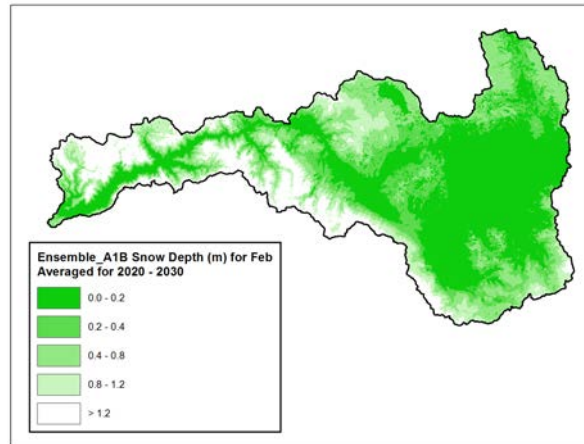 Ensemble_A1B Snow Depth (m) for Feb
Averaged for 2020 - 2030
0.0 - 0.2
0.2 - 0.4
0.4 - 0.8
0.8 - 1.2
> 1.2